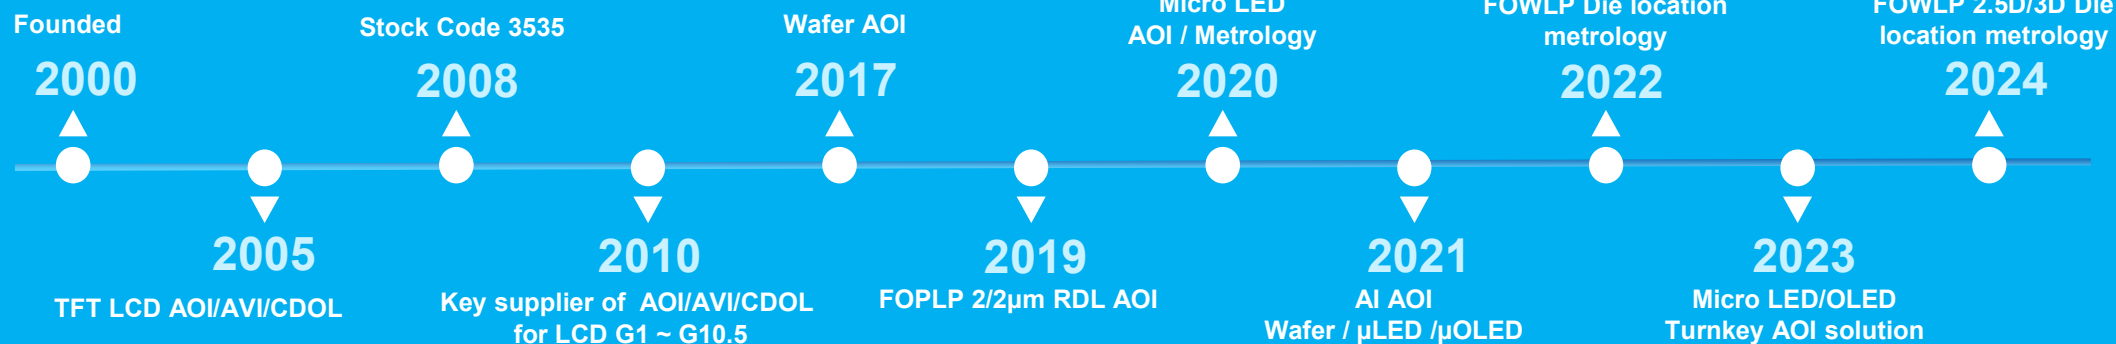 Founded
2000
TFT LCD AOI/AVI/CDOL
2005
Stock Code 3535
2008
2010
Key supplier of AOI/AVI/CDOL
for LCD G1 ~ G10.5
Wafer AOI
2017
2019
FOPLP 2/2μm RDL AOI
Micro LED
AOI / Metrology
2020
2021
AI AOI
Wafer / μLED /μOLED
FOWLP Die location
metrology
2022
2023
Micro LED/OLED
Turnkey AOI solution
FOWLP 2.5D/3D Die
location metrology
2024